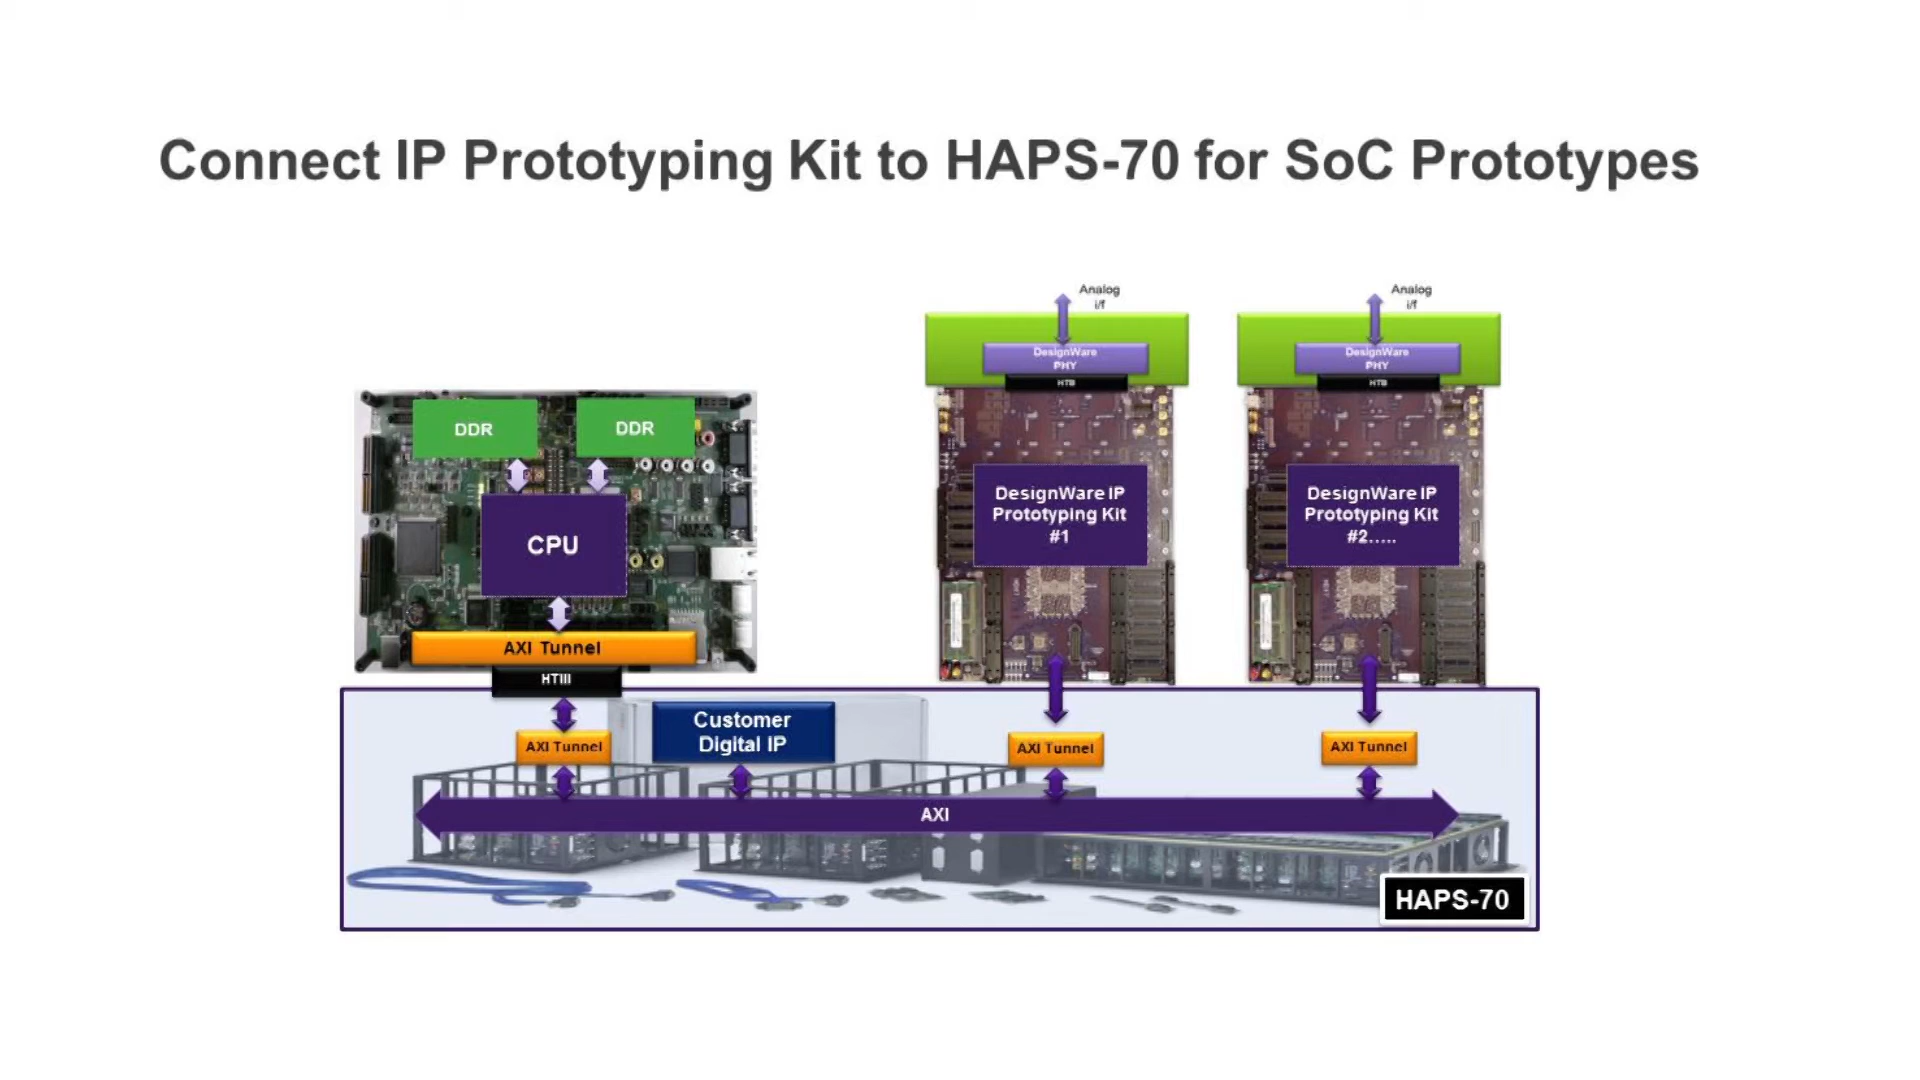 Connect IP Prototyping Kit to HAPS-70 for SoC Prototypes
Analog
i/f
Analog
i/f
DesignWare
PHY
HTB
DesignWare
PHY
HTB
DDR
DDR
CPU
AXI Tunnel
HTIII
DesignWare IP
Prototyping Kit
#1
DesignWare IP
Prototyping Kit
#2.....
AXI Tunnel
Customer
Digital IP
AXI Tunnel
AXI Tunnel
AXI
HAPS-70